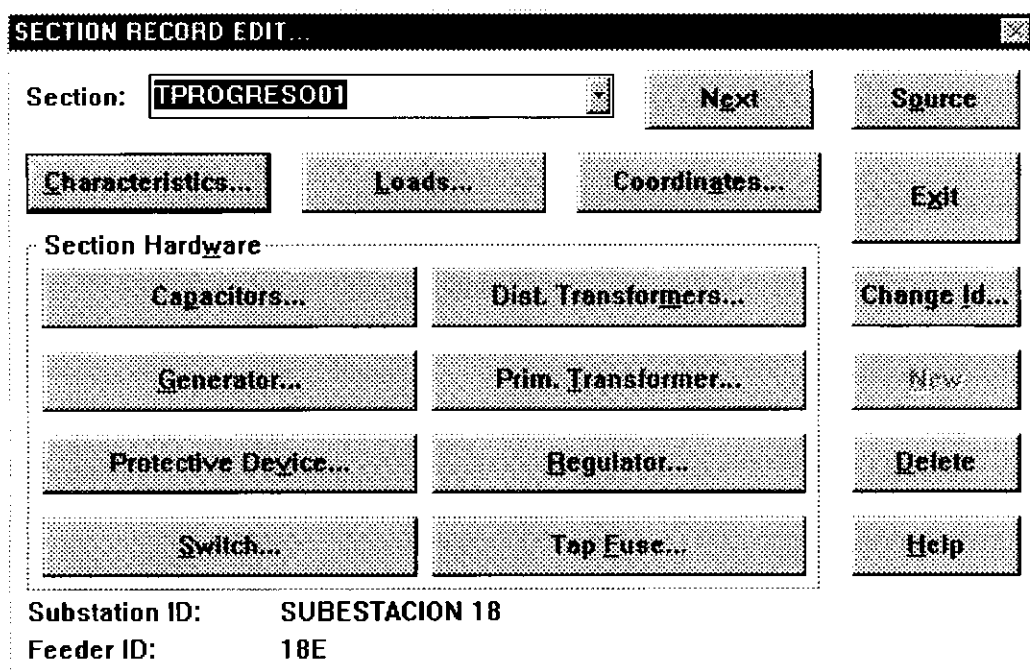 SECTION RECORD EDIT...
Section: TPROGRESO01 Next Source
Characteristics... Loads... Coordinates... Exit
Section Hardware
Capacitors... Dist. Transformers... Change Id...
Generator... Prim. Transformer... New
Protective Device... Regulator... Delete
Switch... Tap Fuse... Help
Substation ID: SUBESTACION 18
Feeder ID: 18E